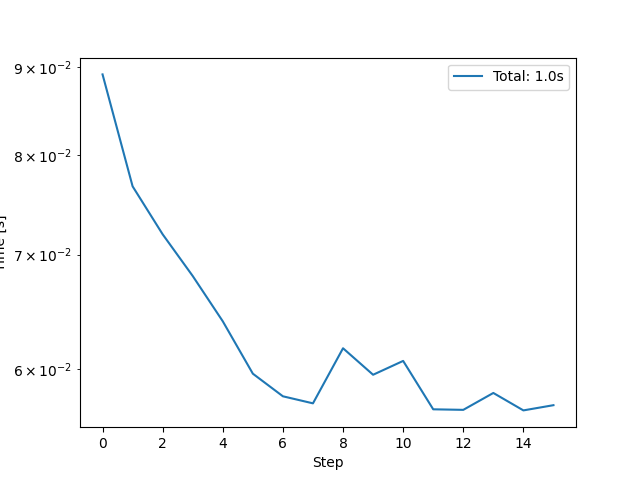 9 × 10⁻²
Total: 1.0s
8 × 10⁻²
7 × 10⁻²
6 × 10⁻²
Time [s]
0 2 4 6 8 10 12 14
Step